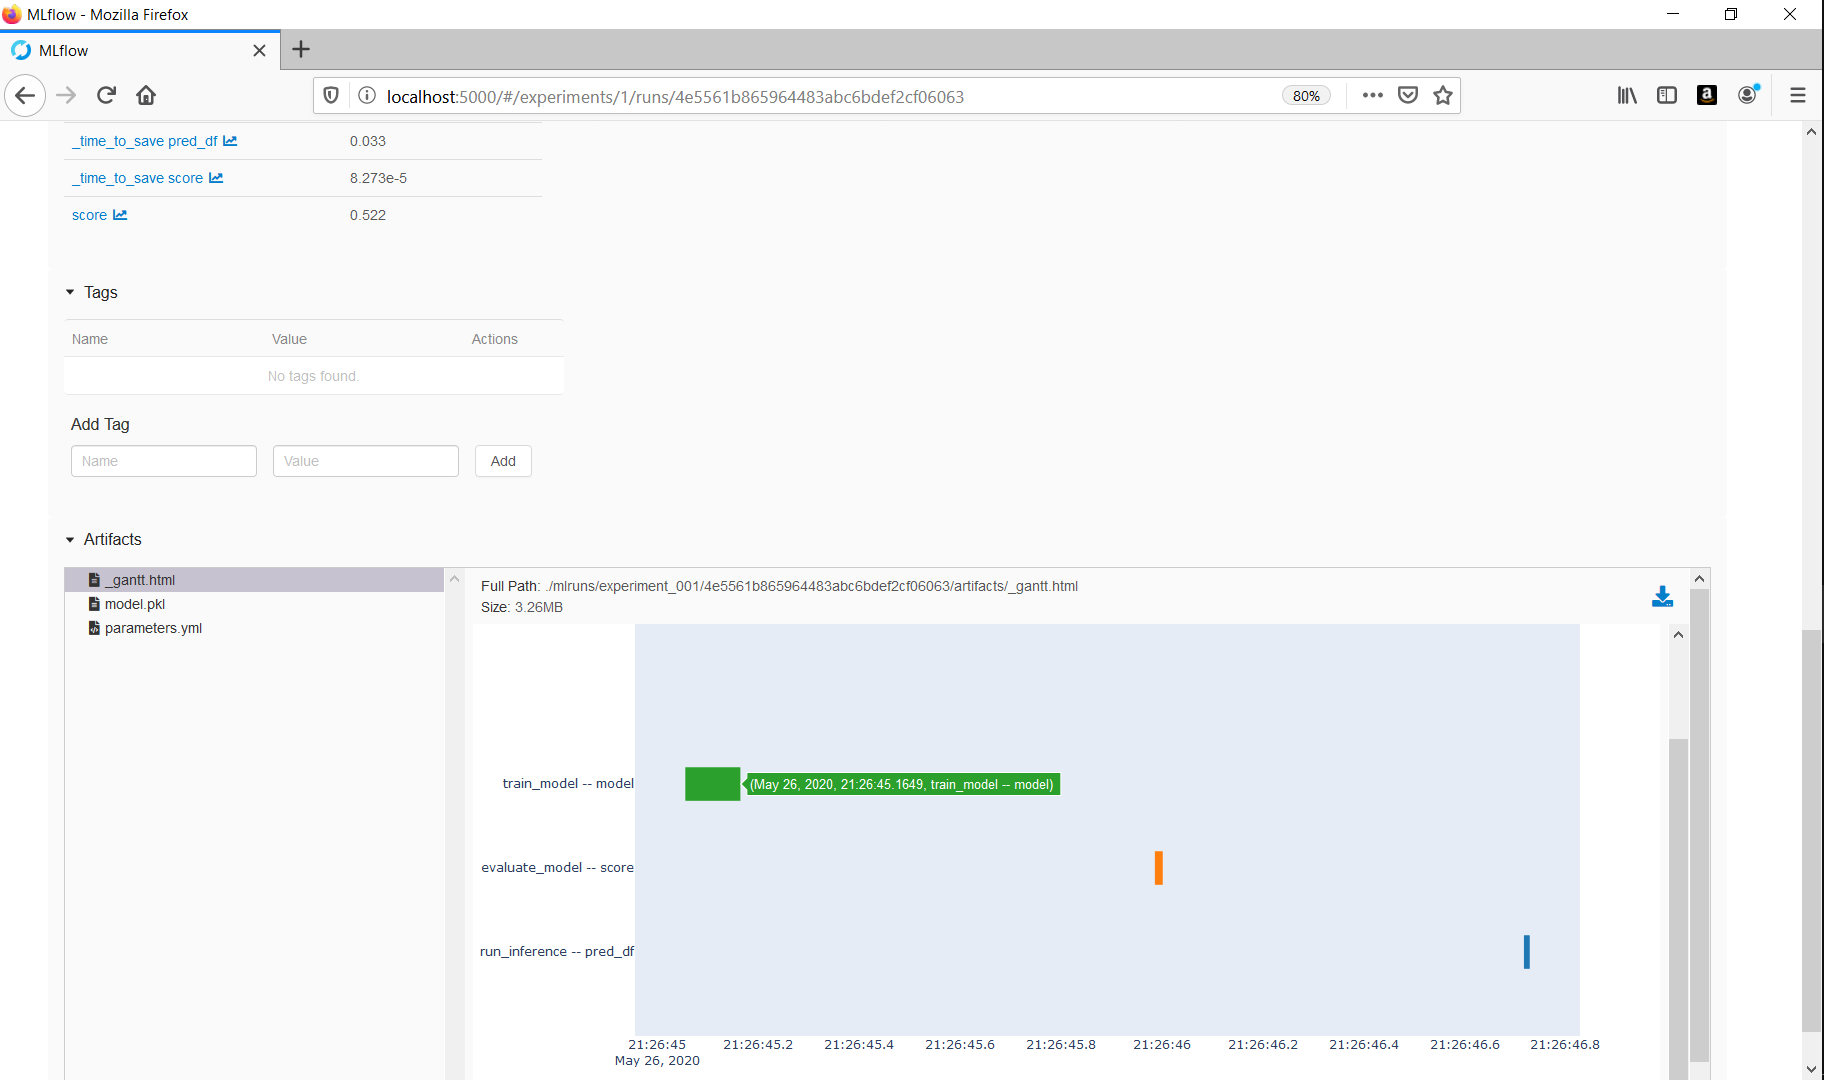 MLflow - Mozilla Firefox
MLflow
localhost:5000/#/experiments/1/runs/4e5561b865964483abc6bdef2cf06063
80%
a
_time_to_save pred_df 0.033
_time_to_save score 8.273e-5
score 0.522
Tags
Name Value Actions
No tags found.
Add Tag
Name Value Add
Artifacts
_gantt.html
model.pkl
parameters.yml
Full Path: ./mlruns/experiment_001/4e5561b865964483abc6bdef2cf06063/artifacts/_gantt.html
Size: 3.26MB
train_model -- model
(May 26, 2020, 21:26:45.1649, train_model -- model)
evaluate_model -- score
run_inference -- pred_df
21:26:45 21:26:45.2 21:26:45.4 21:26:45.6 21:26:45.8 21:26:46 21:26:46.2 21:26:46.4 21:26:46.6 21:26:46.8
May 26, 2020